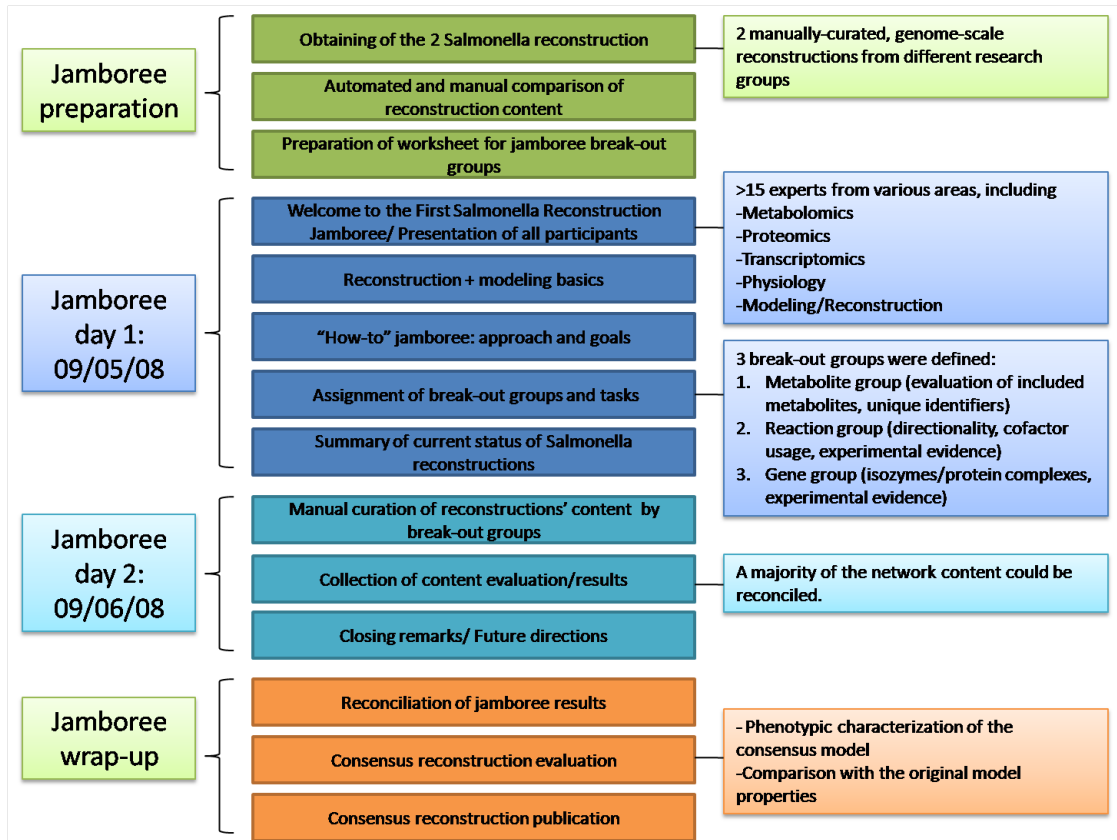 Jamboree
preparation
Obtaining of the 2 Salmonella reconstruction
Automated and manual comparison of
reconstruction content
Preparation of worksheet for jamboree break-out
groups
2 manually-curated, genome-scale
reconstructions from different research
groups
Jamboree
day 1:
09/05/08
Welcome to the First Salmonella Reconstruction
Jamboree/ Presentation of all participants
Reconstruction + modeling basics
“How-to” jamboree: approach and goals
Assignment of break-out groups and tasks
Summary of current status of Salmonella
reconstructions
>15 experts from various areas, including
-Metabolomics
-Proteomics
-Transcriptomics
-Physiology
-Modeling/Reconstruction
3 break-out groups were defined:
1. Metabolite group (evaluation of included
metabolites, unique identifiers)
2. Reaction group (directionality, cofactor
usage, experimental evidence)
3. Gene group (isozymes/protein complexes,
experimental evidence)
Jamboree
day 2:
09/06/08
Manual curation of reconstructions’ content by
break-out groups
Collection of content evaluation/results
Closing remarks/ Future directions
A majority of the network content could be
reconciled.
Jamboree
wrap-up
Reconciliation of jamboree results
Consensus reconstruction evaluation
Consensus reconstruction publication
- Phenotypic characterization of the
consensus model
-Comparison with the original model
properties